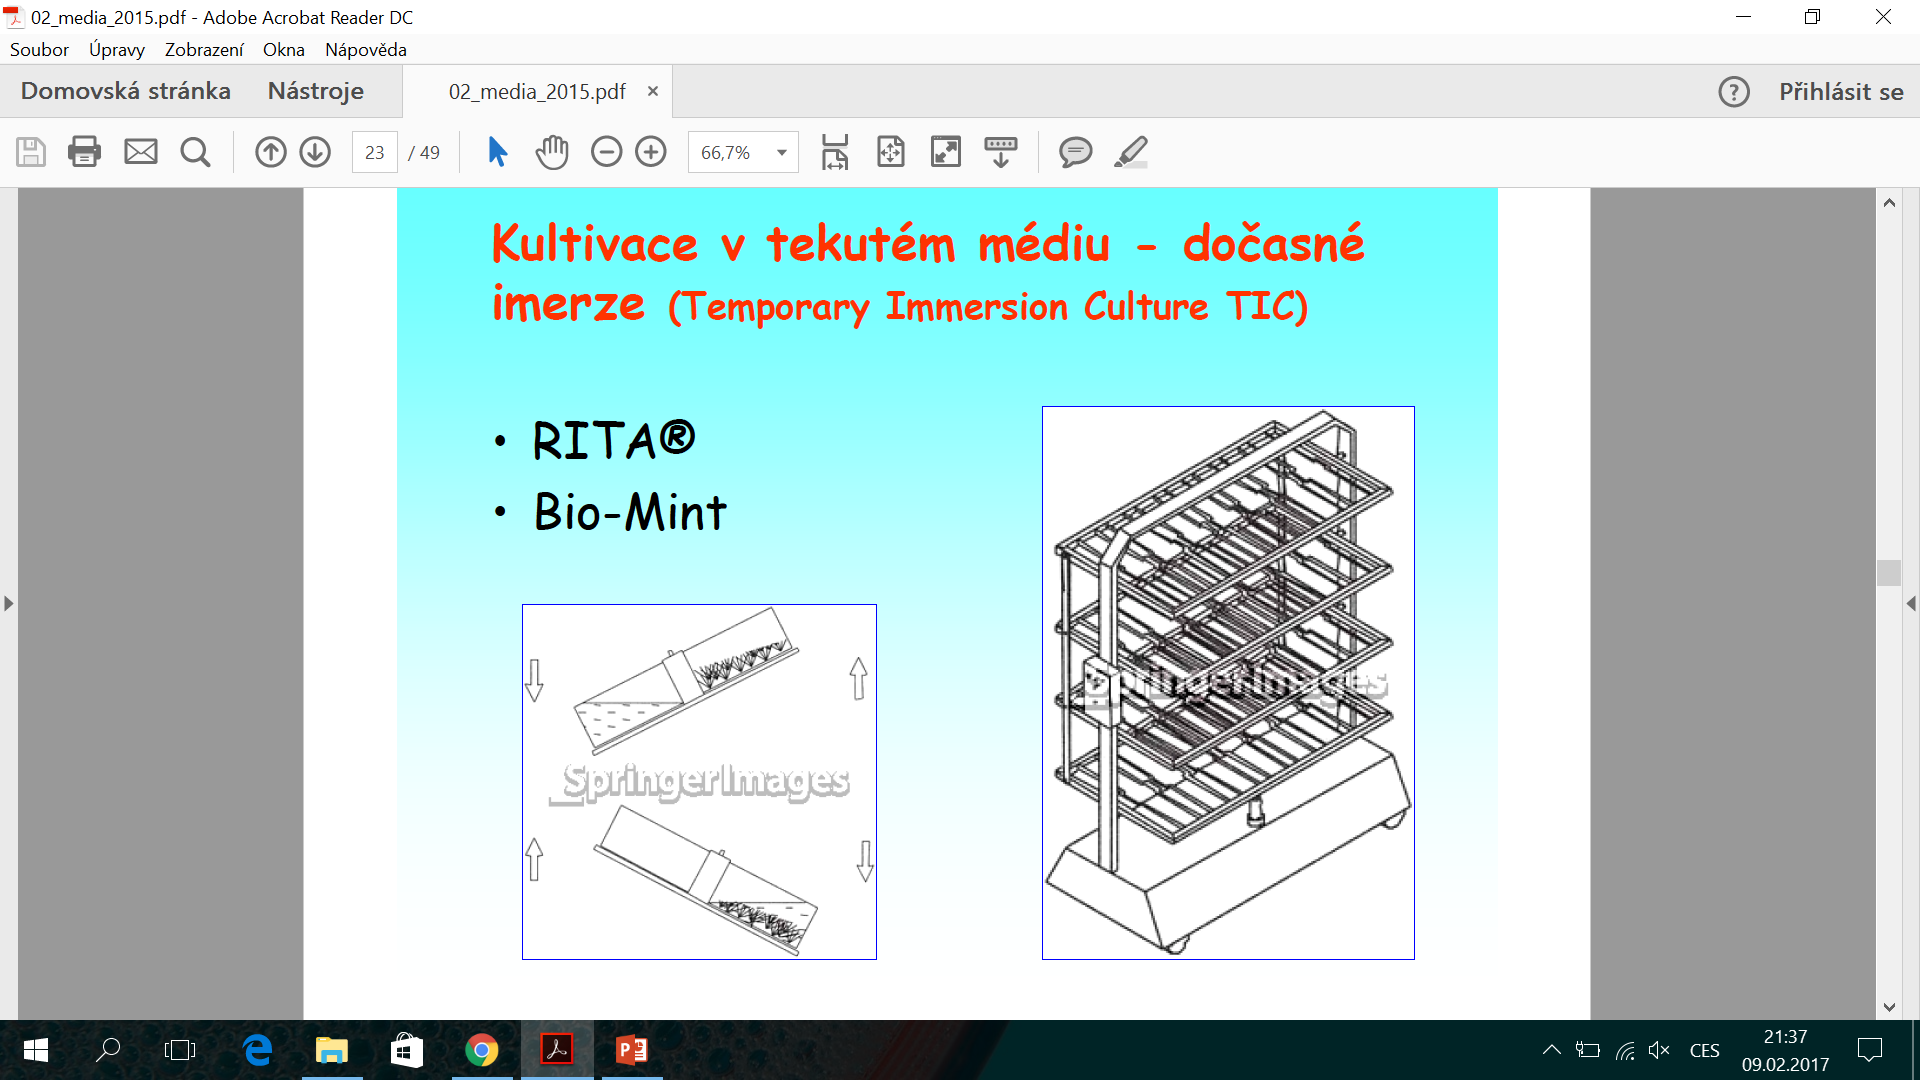 02_media_2015.pdf - Adobe Acrobat Reader DC
Soubor Úpravy Zobrazení Okna Nápověda
Domovská stránka Nástroje 02_media_2015.pdf × ? Přihlásit se
23 / 49 66,7%
Kultivace v tekutém médiu - dočasné
imerze (Temporary Immersion Culture TIC)
• RITA®
• Bio-Mint
SpringerImages
SpringerImages
CES 21:37
09.02.2017